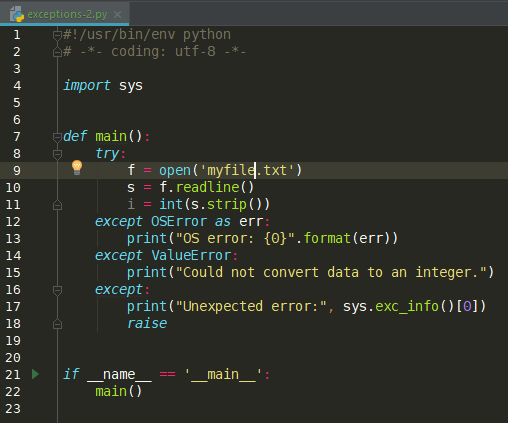 exceptions-2.py
1 #!/usr/bin/env python
2 # -*- coding: utf-8 -*-
3
4 import sys
5
6
7 def main():
8     try:
9         f = open('myfile.txt')
10         s = f.readline()
11         i = int(s.strip())
12     except OSError as err:
13         print("OS error: {0}".format(err))
14     except ValueError:
15         print("Could not convert data to an integer.")
16     except:
17         print("Unexpected error:", sys.exc_info()[0])
18         raise
19
20
21 if __name__ == '__main__':
22     main()
23